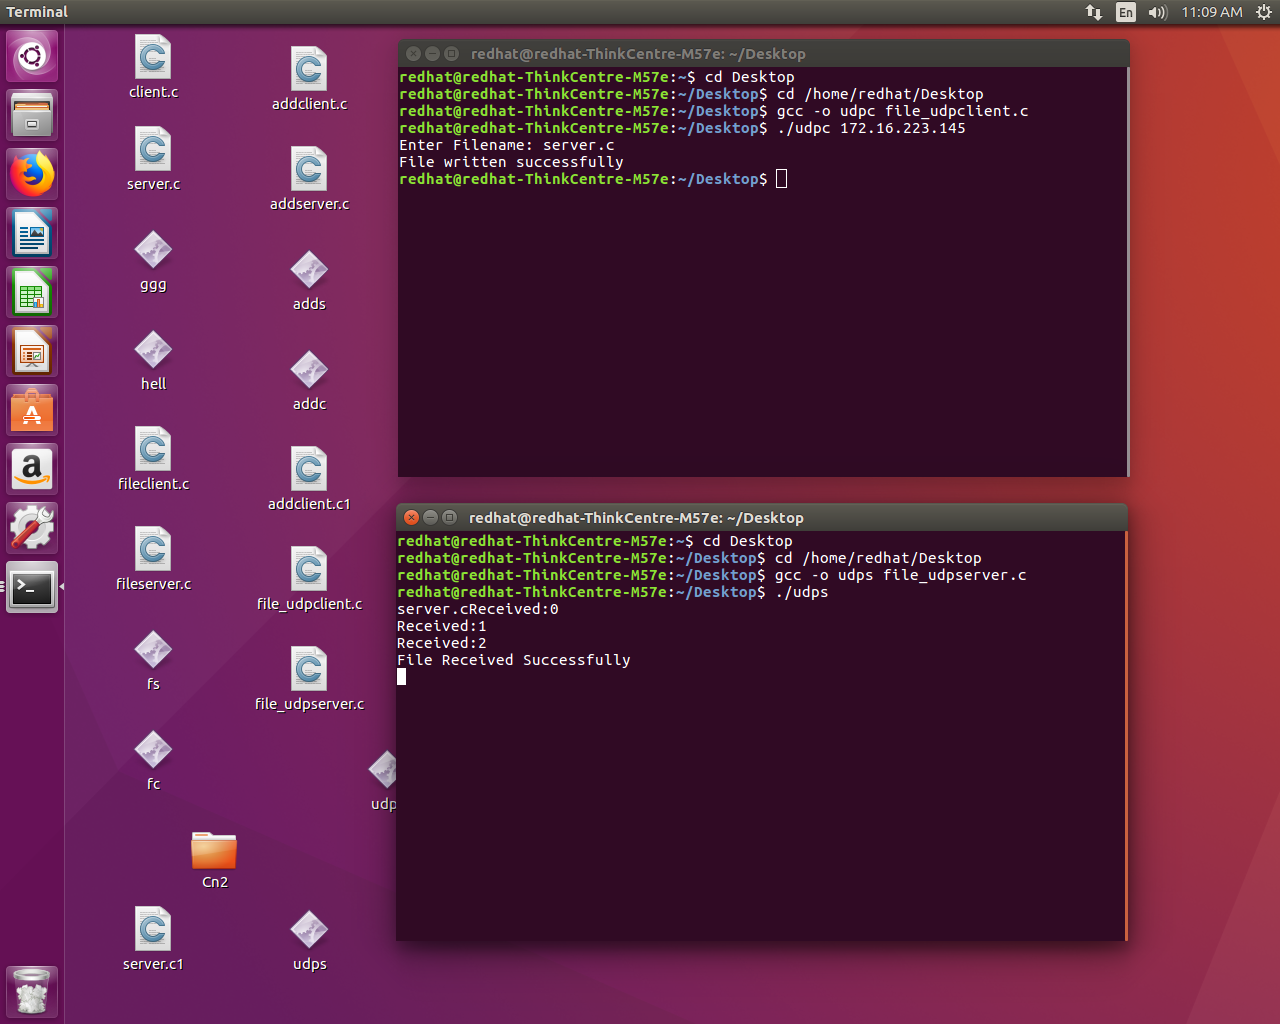 Terminal
En
11:09 AM
client.c
addclient.c
server.c
addserver.c
ggg
adds
hell
addc
fileclient.c
addclient.c1
fileserver.c
file_udpclient.c
fs
file_udpserver.c
fc
udp
Cn2
server.c1
udps
redhat@redhat-ThinkCentre-M57e: ~/Desktop
redhat@redhat-ThinkCentre-M57e:~$ cd Desktop
redhat@redhat-ThinkCentre-M57e:~/Desktop$ cd /home/redhat/Desktop
redhat@redhat-ThinkCentre-M57e:~/Desktop$ gcc -o udpc file_udpclient.c
redhat@redhat-ThinkCentre-M57e:~/Desktop$ ./udpc 172.16.223.145
Enter Filename: server.c
File written successfully
redhat@redhat-ThinkCentre-M57e:~/Desktop$
redhat@redhat-ThinkCentre-M57e: ~/Desktop
redhat@redhat-ThinkCentre-M57e:~$ cd Desktop
redhat@redhat-ThinkCentre-M57e:~/Desktop$ cd /home/redhat/Desktop
redhat@redhat-ThinkCentre-M57e:~/Desktop$ gcc -o udps file_udpserver.c
redhat@redhat-ThinkCentre-M57e:~/Desktop$ ./udps
server.cReceived:0
Received:1
Received:2
File Received Successfully